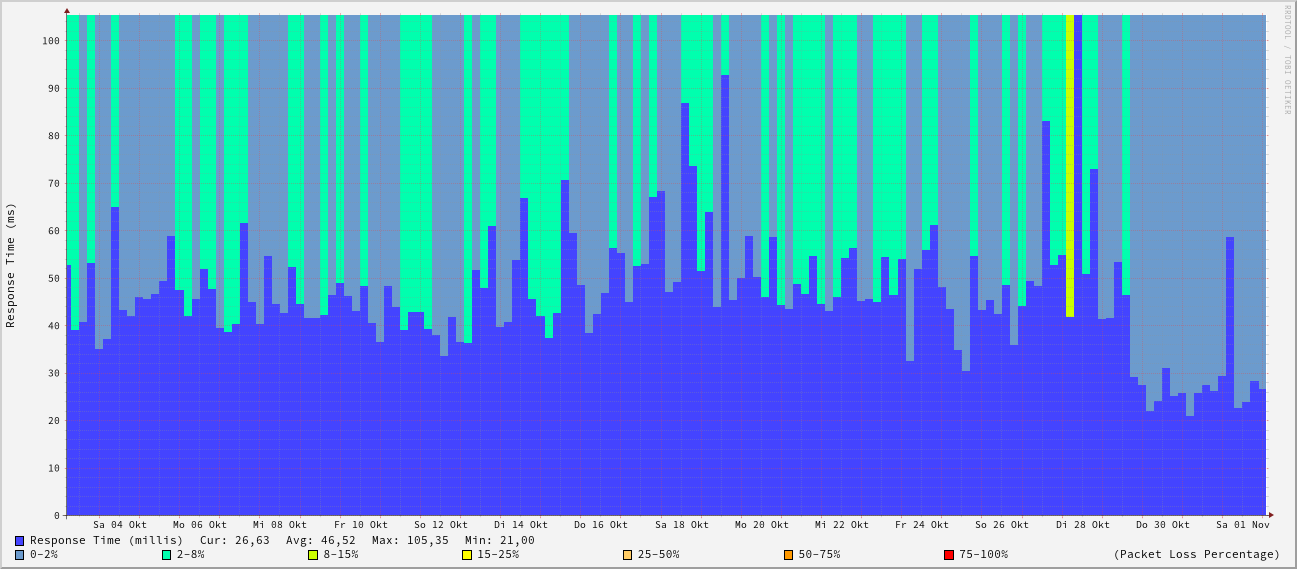 RRDTOOL / TOBI OETIKER
Response Time (ms)
100
90
80
70
60
50
40
30
20
10
0
Sa 04 Okt Mo 06 Okt Mi 08 Okt Fr 10 Okt So 12 Okt Di 14 Okt Do 16 Okt Sa 18 Okt Mo 20 Okt Mi 22 Okt Fr 24 Okt So 26 Okt Di 28 Okt Do 30 Okt Sa 01 Nov
Response Time (millis) Cur: 26,63 Avg: 46,52 Max: 105,35 Min: 21,00
0-2% 2-8% 8-15% 15-25% 25-50% 50-75% 75-100% (Packet Loss Percentage)